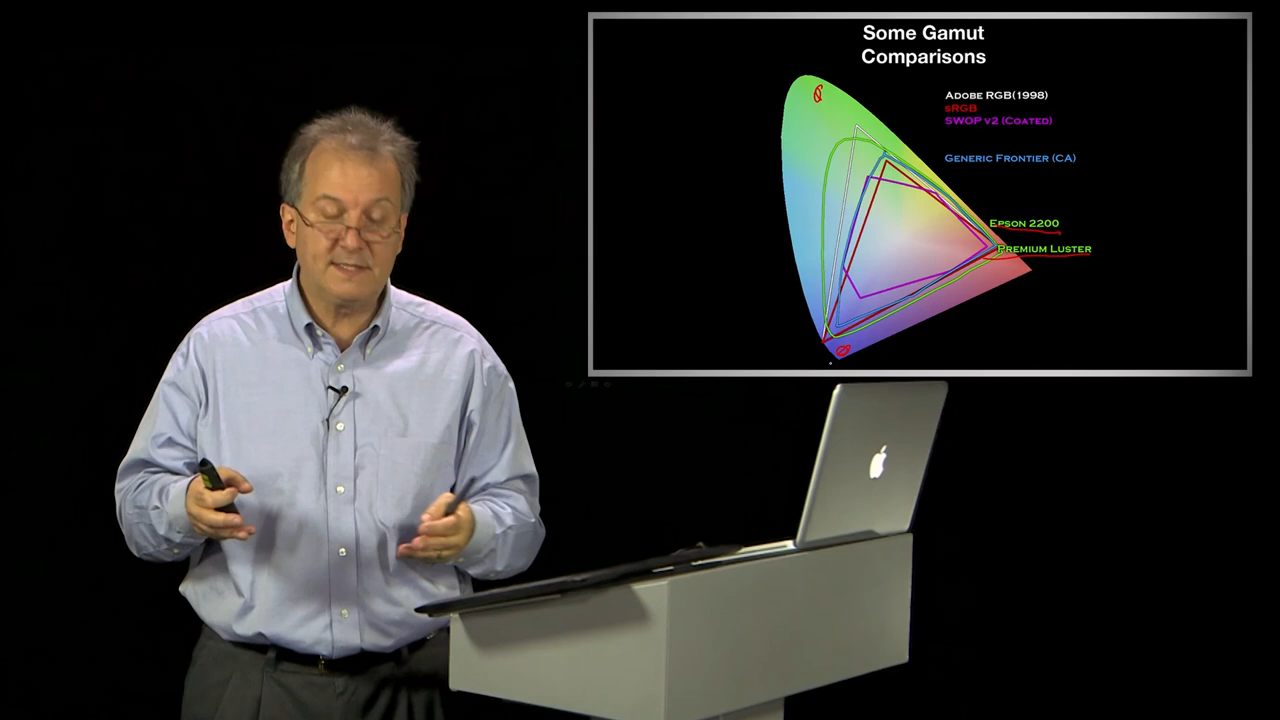 Some Gamut
Comparisons
Adobe RGB(1998)
sRGB
SWOP v2 (Coated)
Generic Frontier (CA)
Epson 2200
Premium Luster